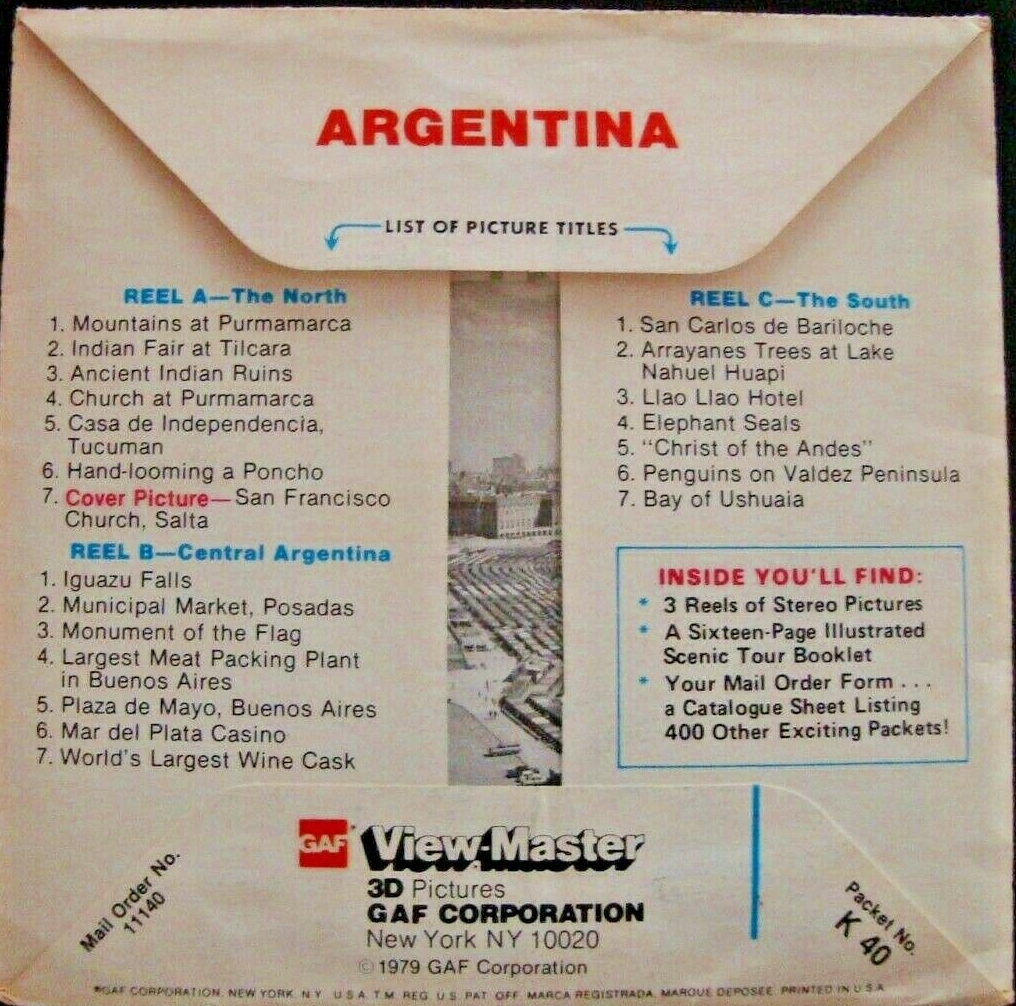 ARGENTINA
LIST OF PICTURE TITLES
REEL A—The North
1. Mountains at Purmamarca
2. Indian Fair at Tilcara
3. Ancient Indian Ruins
4. Church at Purmamarca
5. Casa de Independencia,
Tucuman
6. Hand-looming a Poncho
7. Cover Picture—San Francisco
Church, Salta
REEL B—Central Argentina
1. Iguazu Falls
2. Municipal Market, Posadas
3. Monument of the Flag
4. Largest Meat Packing Plant
in Buenos Aires
5. Plaza de Mayo, Buenos Aires
6. Mar del Plata Casino
7. World's Largest Wine Cask
REEL C—The South
1. San Carlos de Bariloche
2. Arrayanes Trees at Lake
Nahuel Huapi
3. Llao Llao Hotel
4. Elephant Seals
5. "Christ of the Andes"
6. Penguins on Valdez Peninsula
7. Bay of Ushuaia
INSIDE YOU'LL FIND:
* 3 Reels of Stereo Pictures
* A Sixteen-Page Illustrated
Scenic Tour Booklet
* Your Mail Order Form . . .
a Catalogue Sheet Listing
400 Other Exciting Packets!
Mail Order No.
11140
GAF View-Master
3D Pictures
GAF CORPORATION
New York NY 10020
© 1979 GAF Corporation
Packet No.
K 40
*GAF CORPORATION, NEW YORK, N.Y. U.S.A. T.M. REG. U.S. PAT. OFF. MARCA REGISTRADA. MARQUE DEPOSEE. PRINTED IN U.S.A.